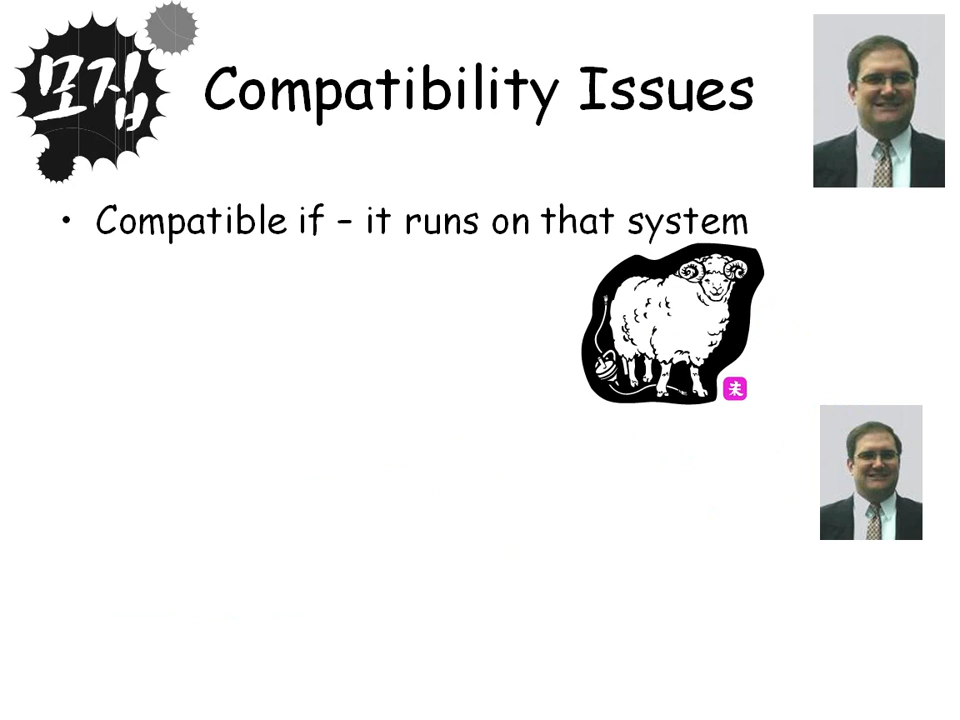 모집
Compatibility Issues
• Compatible if – it runs on that system
未